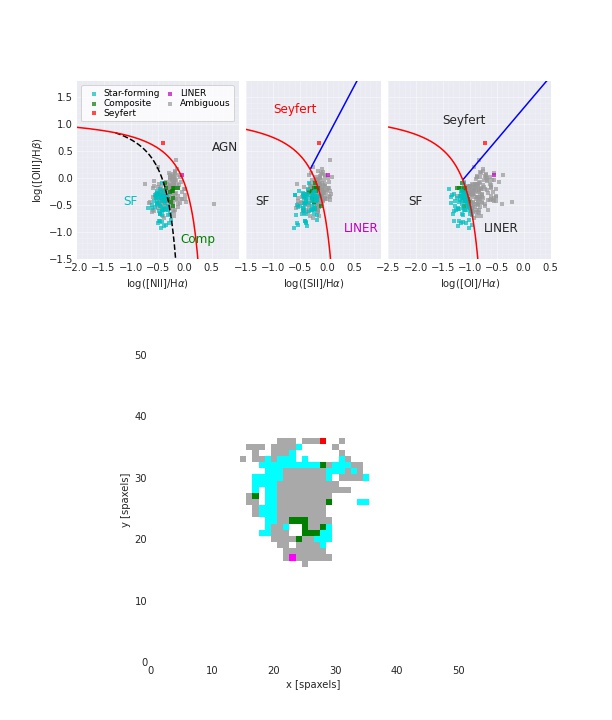 Star-forming
Composite
Seyfert
LINER
Ambiguous
1.5
1.0
0.5
0.0
−0.5
−1.0
−1.5
log([OIII]/Hβ)
SF
AGN
Comp
−2.0 −1.5 −1.0 −0.5 0.0 0.5
log([NII]/Hα)
Seyfert
SF
LINER
−1.0 −0.5 0.0 0.5
log([SII]/Hα)
Seyfert
SF
LINER
−2.5 −2.0 −1.5 −1.0 −0.5 0.0 0.5
log([OI]/Hα)
50
40
30
20
10
0
y [spaxels]
0 10 20 30 40 50
x [spaxels]